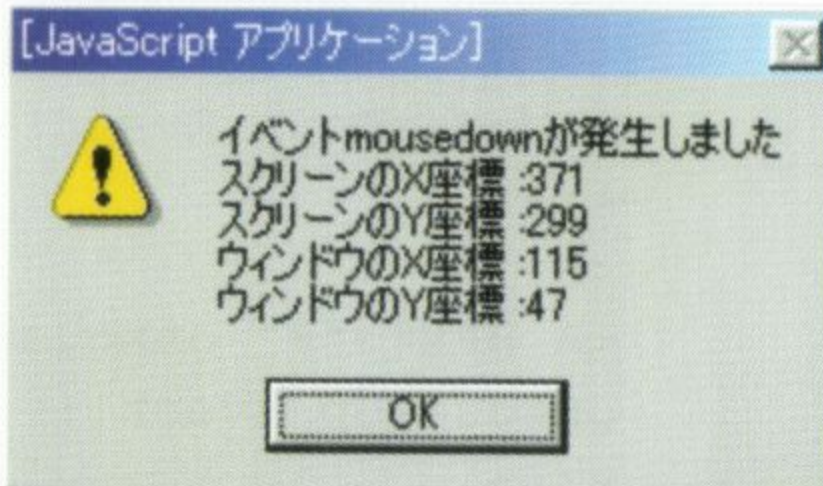 [JavaScript アプリケーション]
イベントmousedownが発生しました
スクリーンのX座標 :371
スクリーンのY座標 :299
ウィンドウのX座標 :115
ウィンドウのY座標 :47
OK